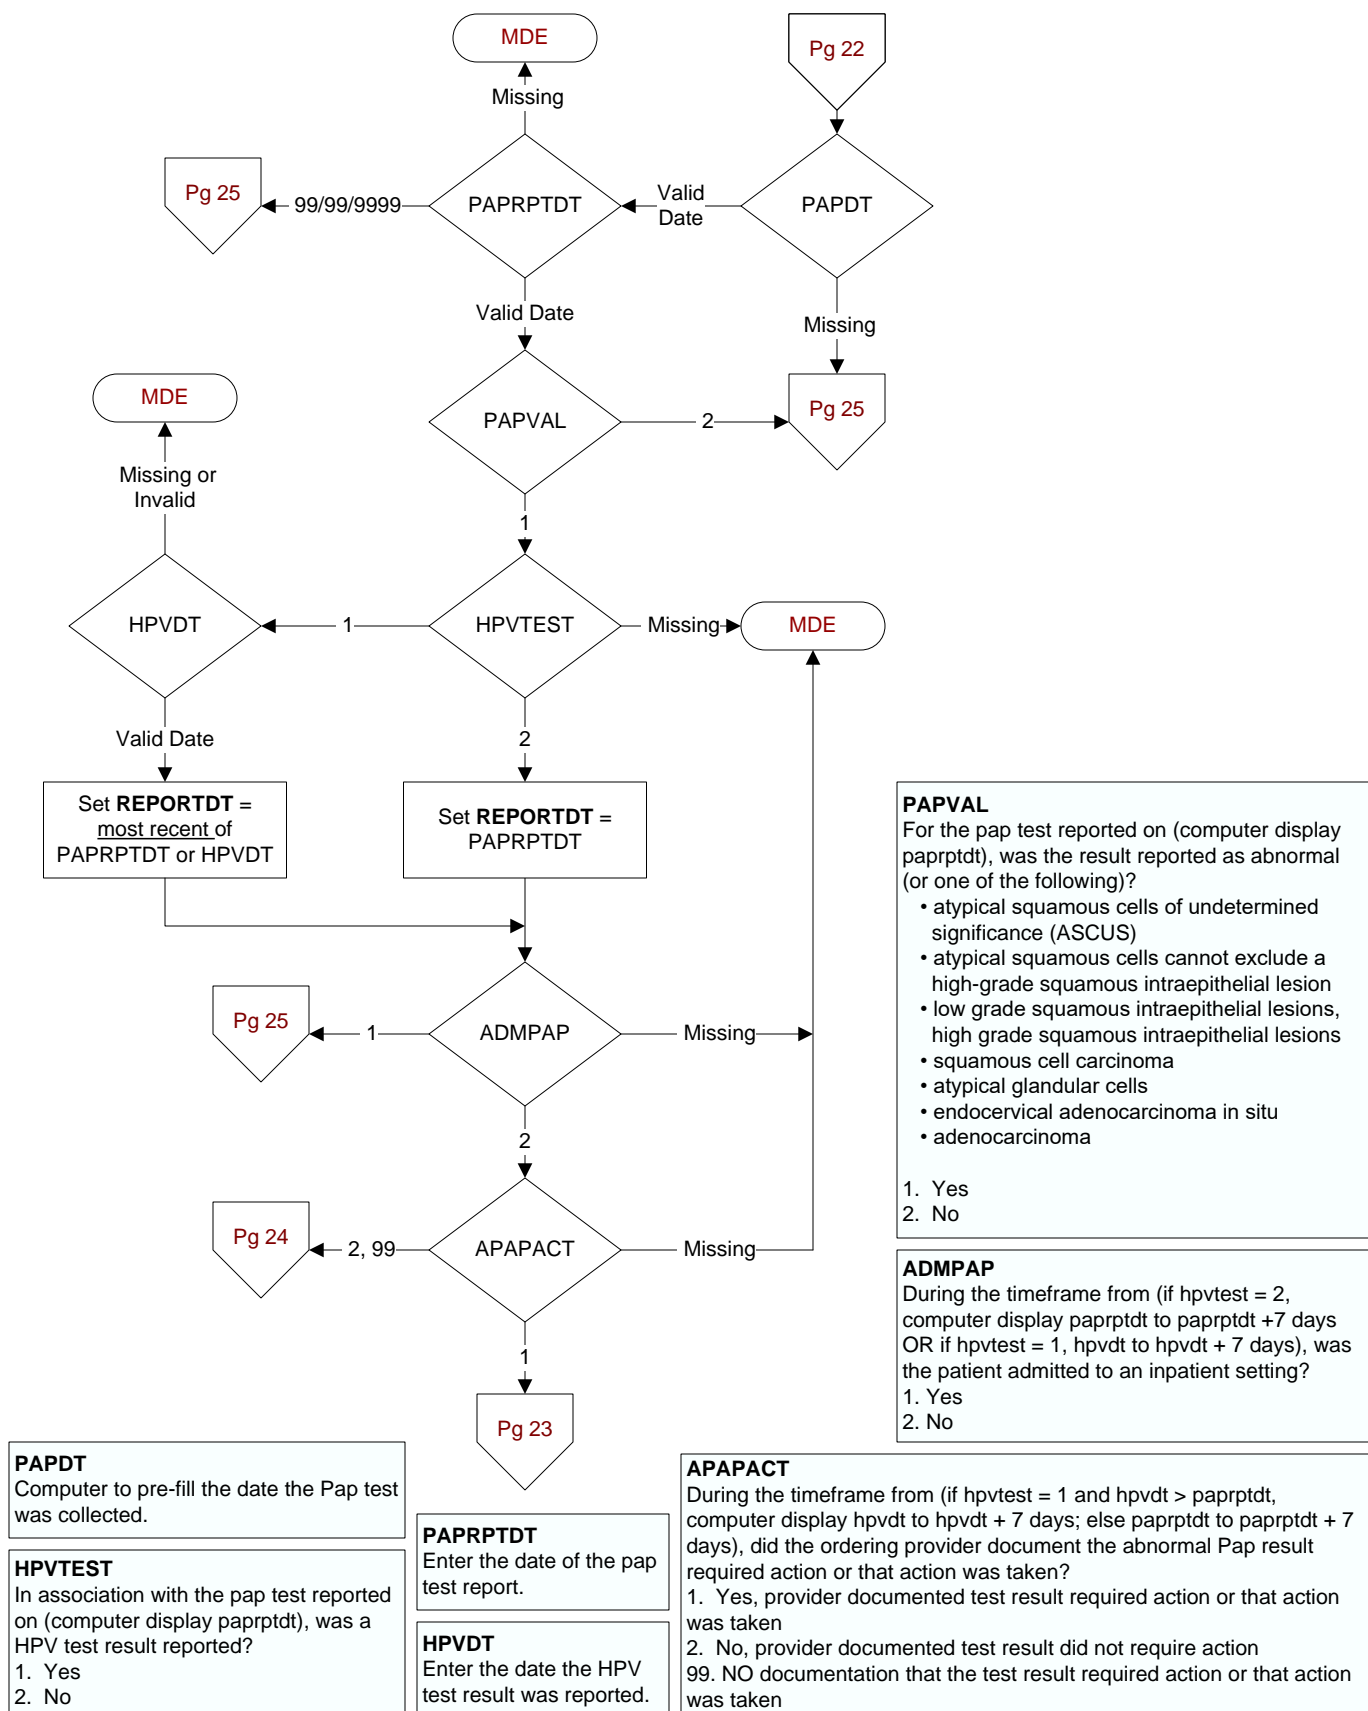 MDE
Pg 22
Missing
Pg 25
99/99/9999
PAPRPTDT
Valid
Date
PAPDT
Valid Date
Missing
MDE
PAPVAL
2
Pg 25
Missing or
Invalid
1
HPVDT
1
HPVTEST
Missing
MDE
Valid Date
2
Set REPORTDT =
most recent of
PAPRPTDT or HPVDT
Set REPORTDT =
PAPRPTDT
Pg 25
1
ADMPAP
Missing
2
Pg 24
2, 99
APAPACT
Missing
1
Pg 23
PAPVAL
For the pap test reported on (computer display
paprptdt), was the result reported as abnormal
(or one of the following)?
• atypical squamous cells of undetermined
significance (ASCUS)
• atypical squamous cells cannot exclude a
high-grade squamous intraepithelial lesion
• low grade squamous intraepithelial lesions,
high grade squamous intraepithelial lesions
• squamous cell carcinoma
• atypical glandular cells
• endocervical adenocarcinoma in situ
• adenocarcinoma
1. Yes
2. No
ADMPAP
During the timeframe from (if hpvtest = 2,
computer display paprptdt to paprptdt +7 days
OR if hpvtest = 1, hpvdt to hpvdt + 7 days), was
the patient admitted to an inpatient setting?
1. Yes
2. No
PAPDT
Computer to pre-fill the date the Pap test
was collected.
HPVTEST
In association with the pap test reported
on (computer display paprptdt), was a
HPV test result reported?
1. Yes
2. No
PAPRPTDT
Enter the date of the pap
test report.
HPVDT
Enter the date the HPV
test result was reported.
APAPACT
During the timeframe from (if hpvtest = 1 and hpvdt > paprptdt,
computer display hpvdt to hpvdt + 7 days; else paprptdt to paprptdt + 7
days), did the ordering provider document the abnormal Pap result
required action or that action was taken?
1. Yes, provider documented test result required action or that action
was taken
2. No, provider documented test result did not require action
99. NO documentation that the test result required action or that action
was taken